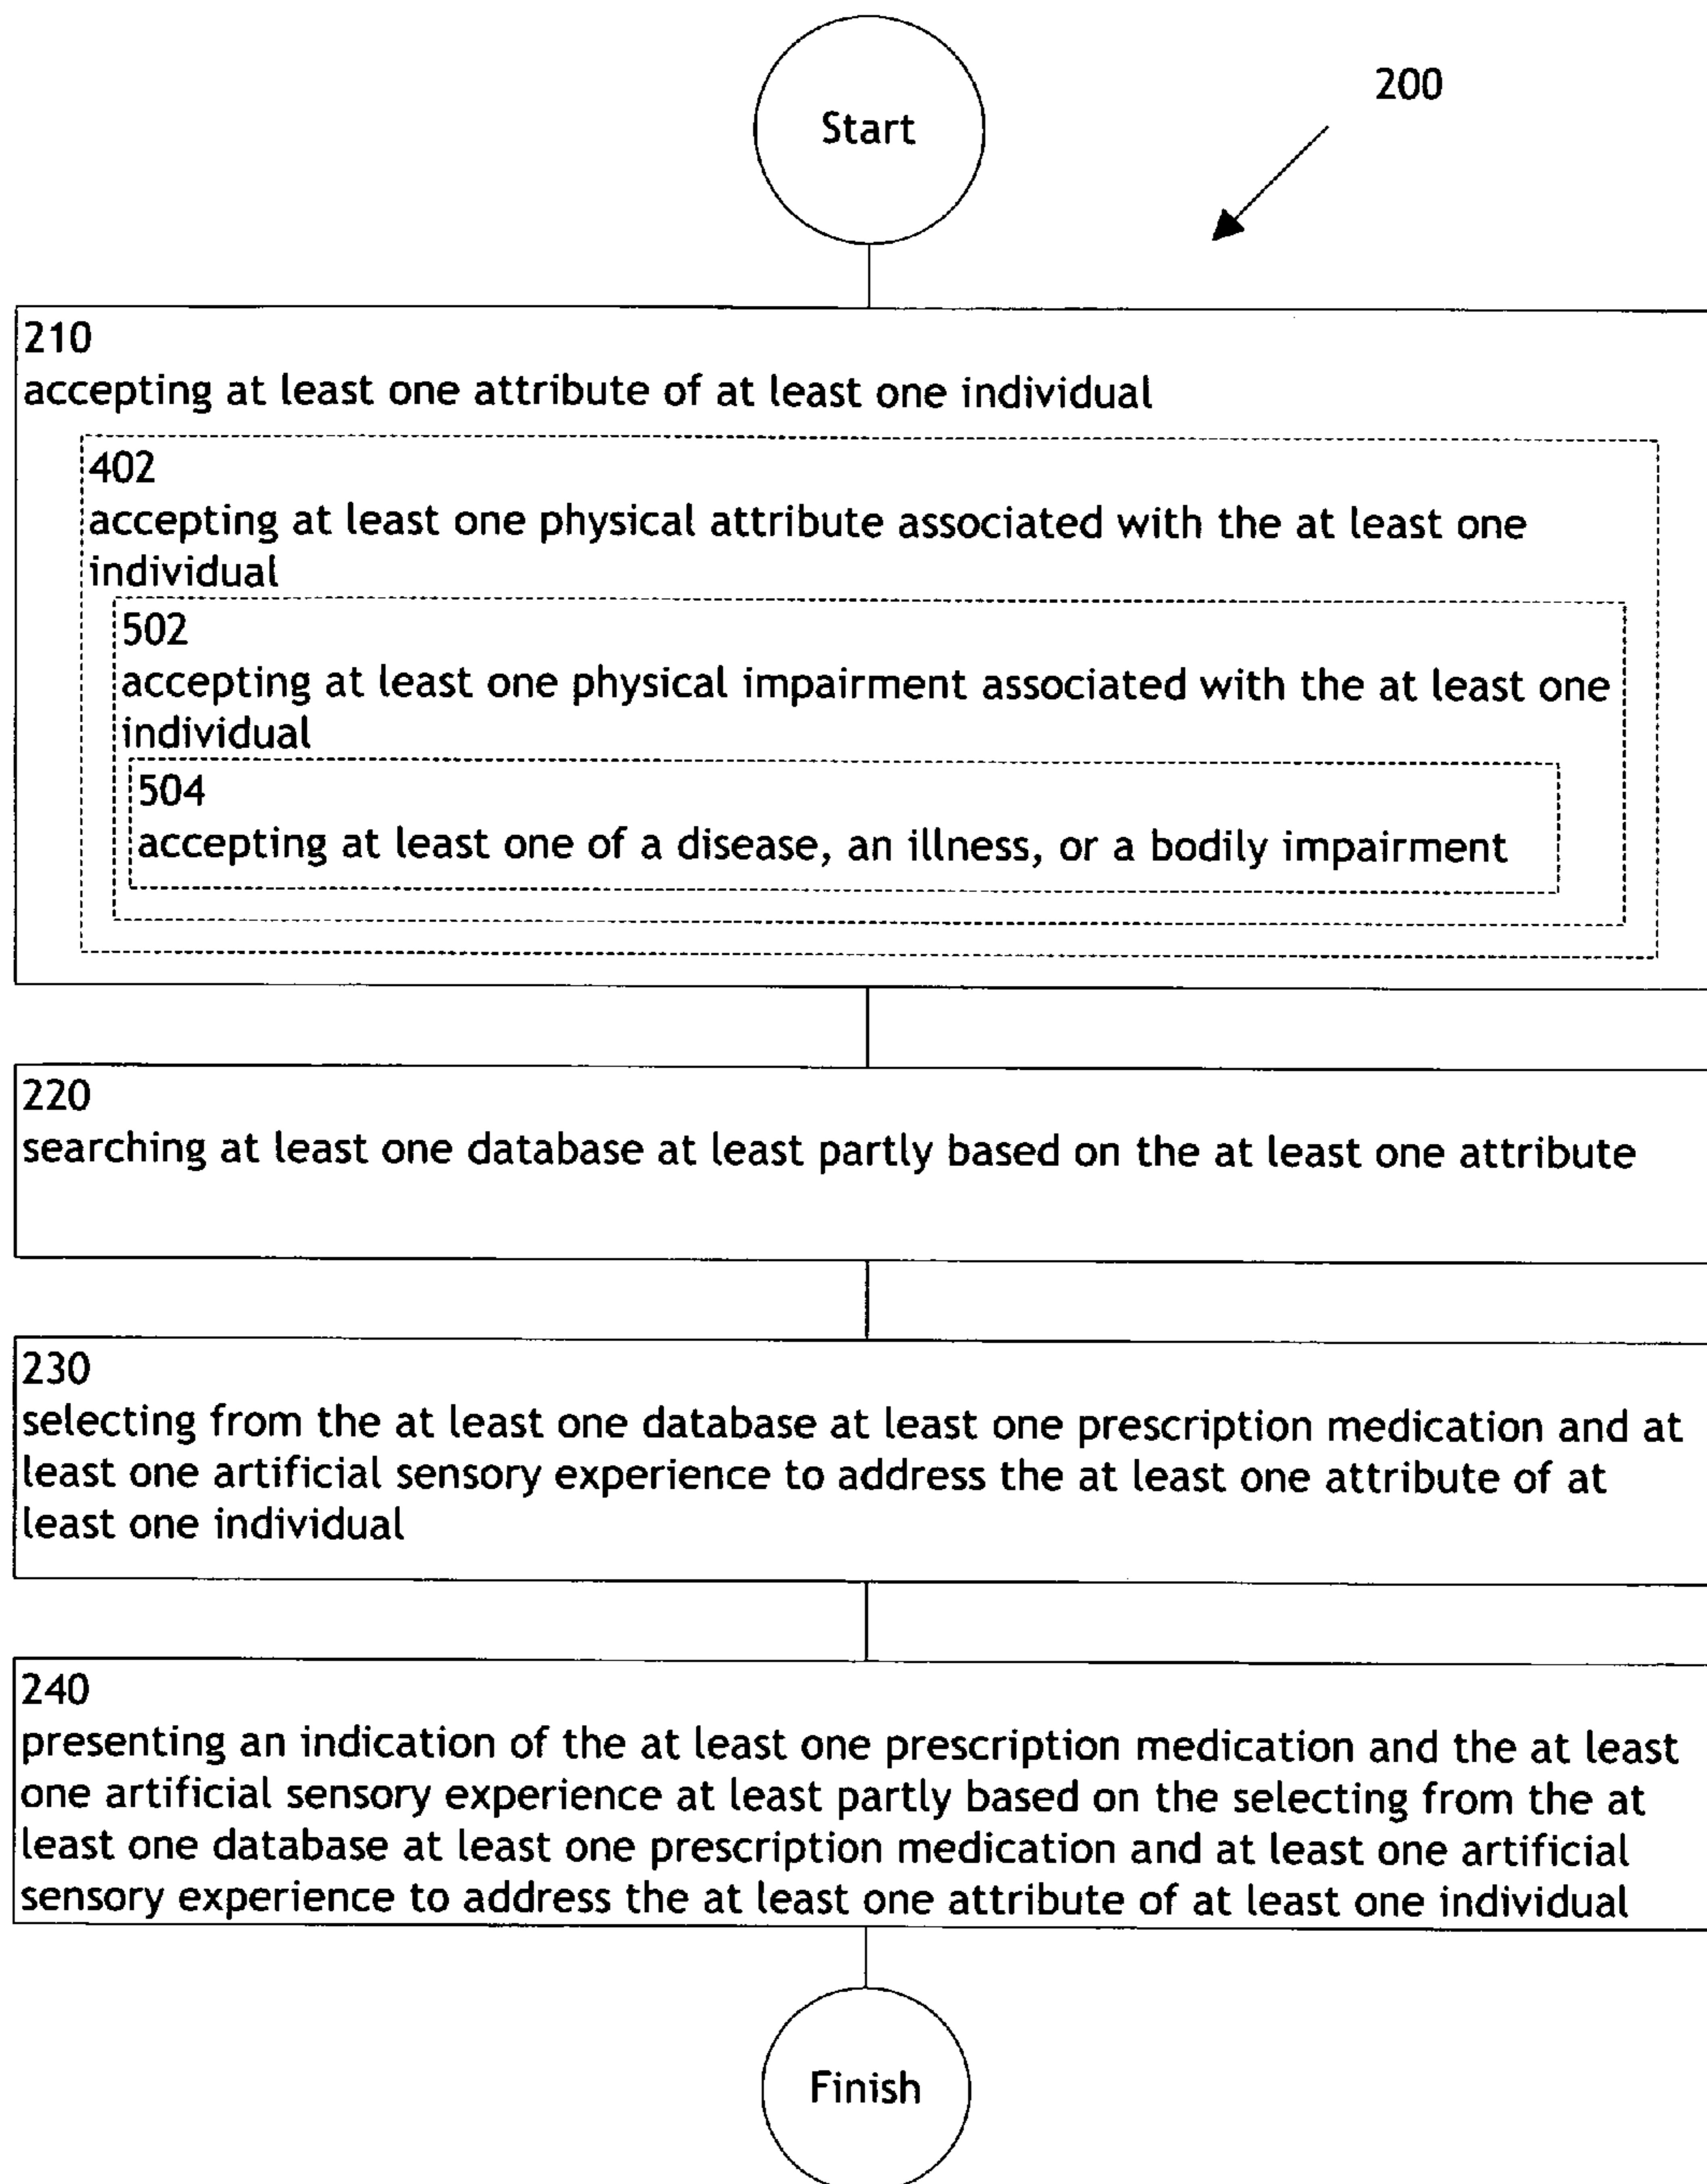 Start
200
210
accepting at least one attribute of at least one individual
402
accepting at least one physical attribute associated with the at least one
individual
502
accepting at least one physical impairment associated with the at least one
individual
504
accepting at least one of a disease, an illness, or a bodily impairment
220
searching at least one database at least partly based on the at least one attribute
230
selecting from the at least one database at least one prescription medication and at
least one artificial sensory experience to address the at least one attribute of at
least one individual
240
presenting an indication of the at least one prescription medication and the at least
one artificial sensory experience at least partly based on the selecting from the at
least one database at least one prescription medication and at least one artificial
sensory experience to address the at least one attribute of at least one individual
Finish